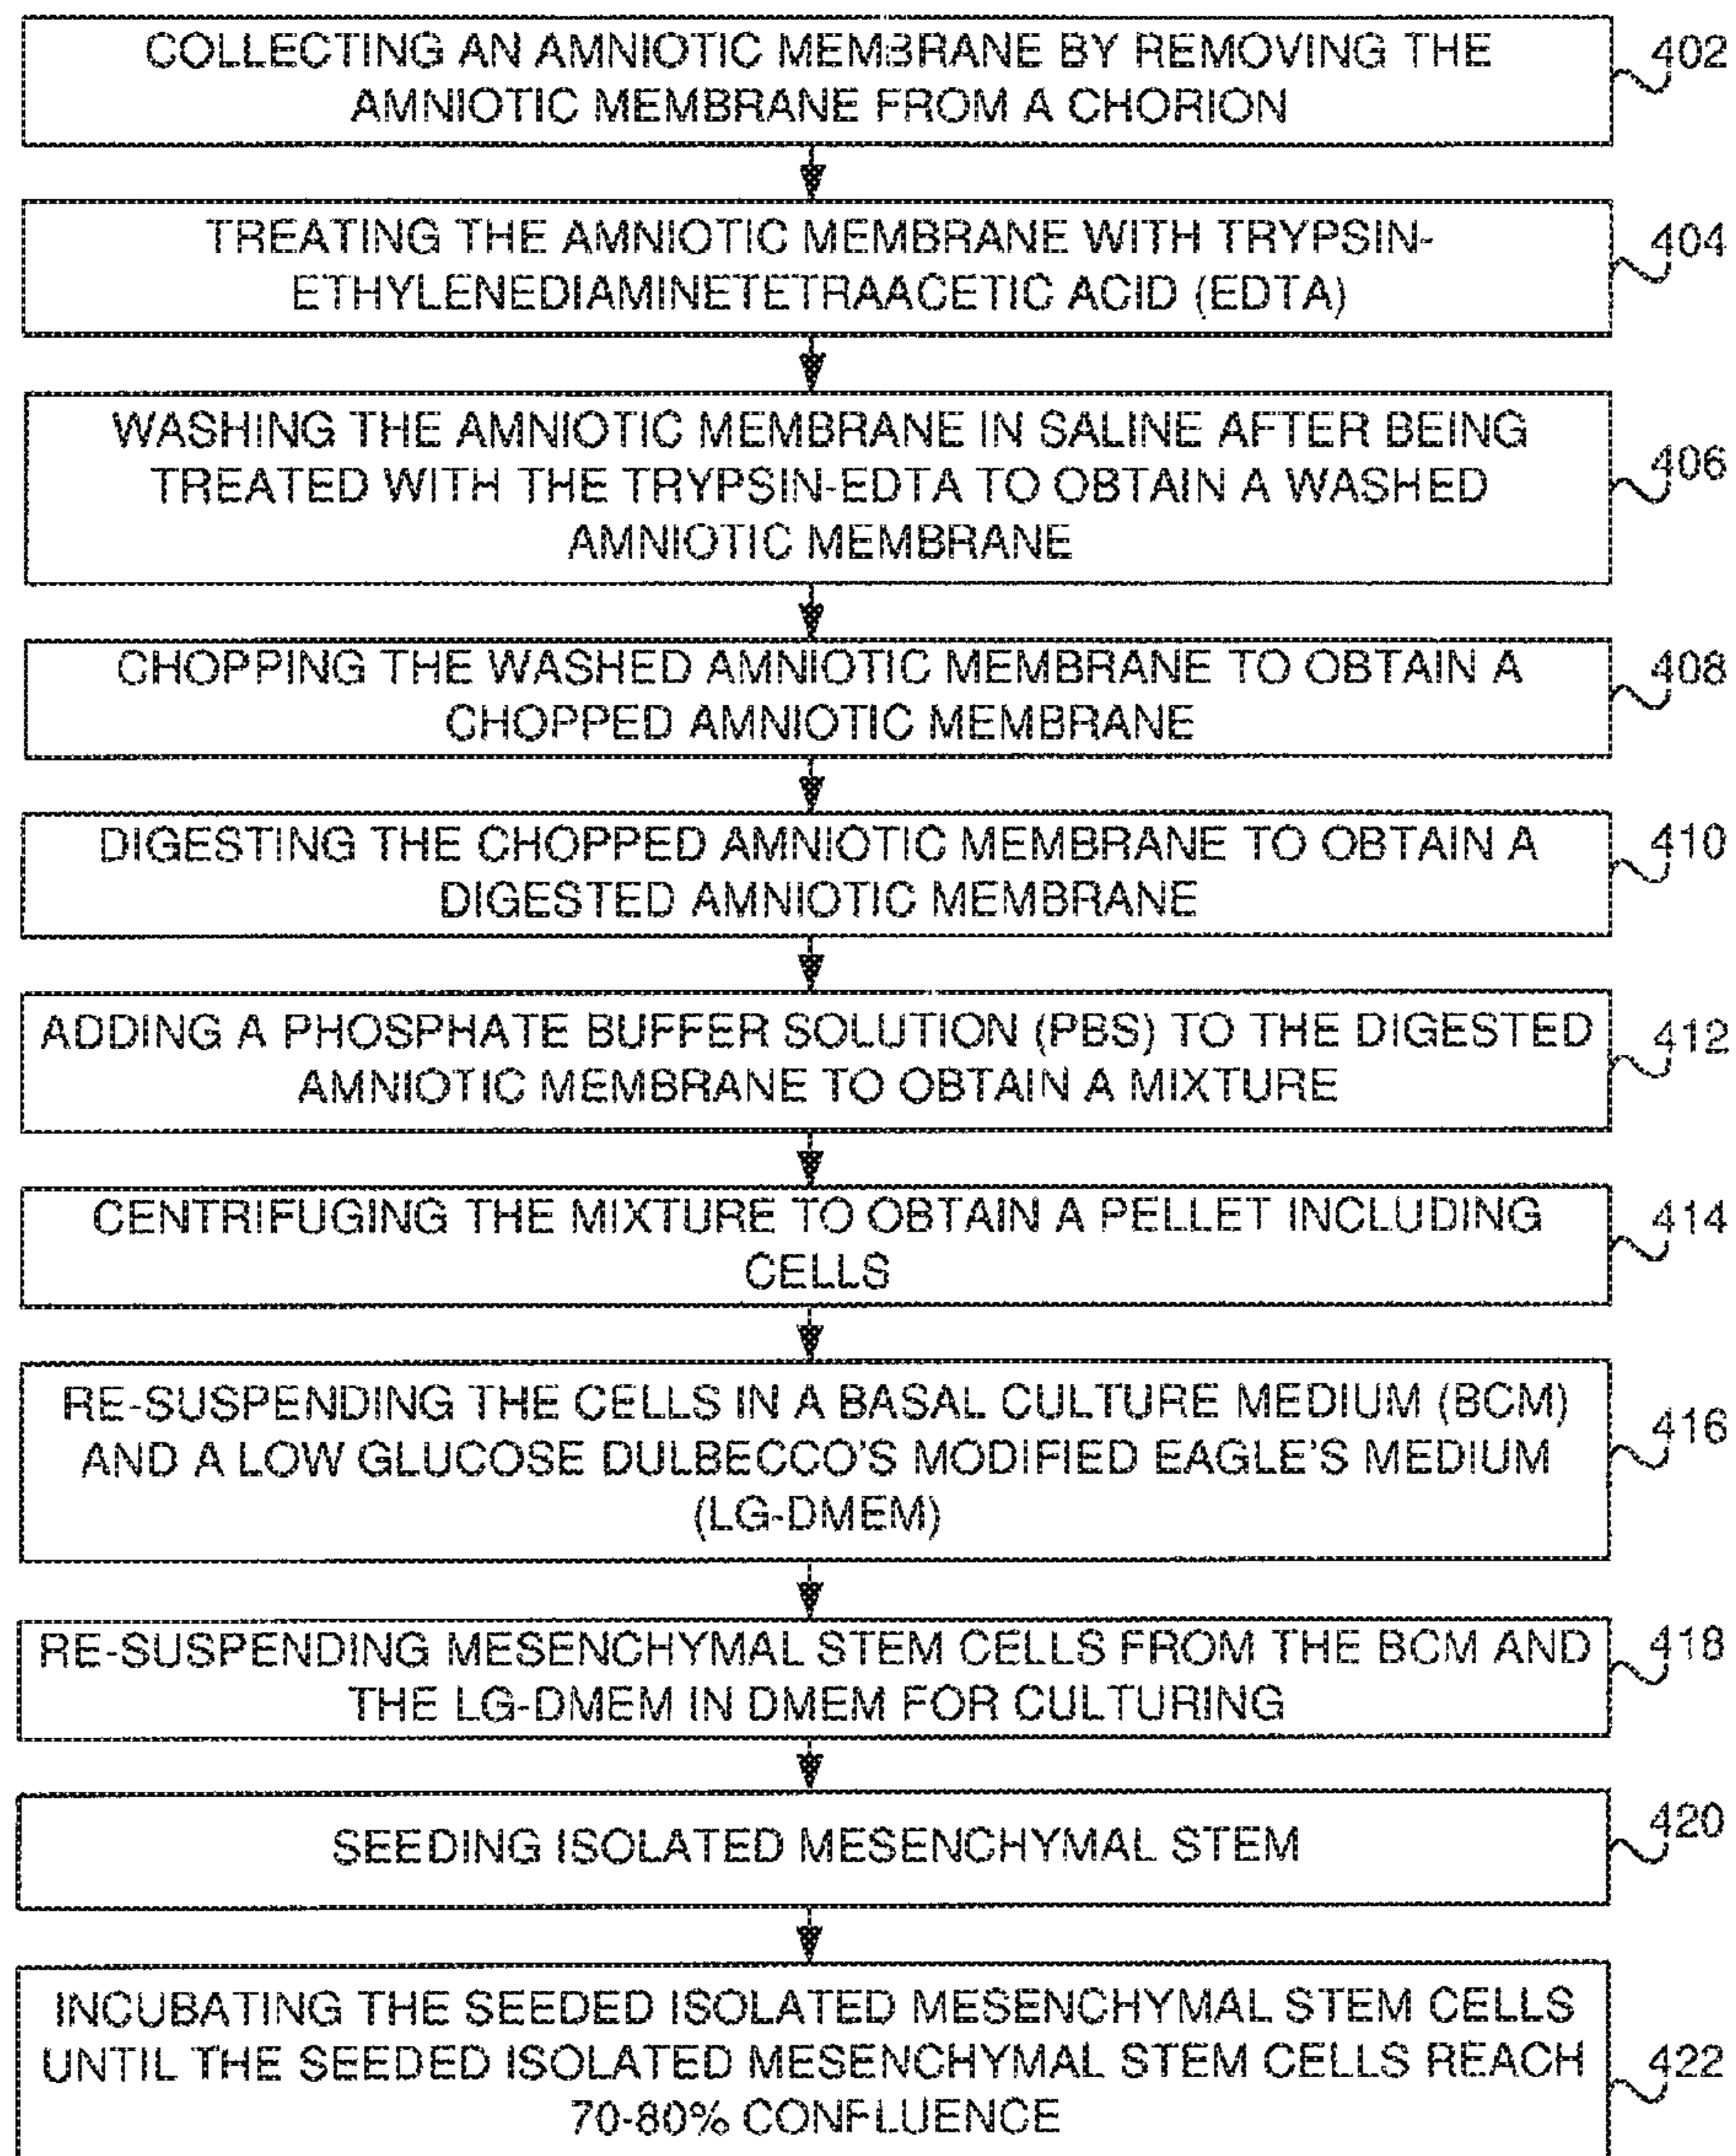 COLLECTING AN AMNIOTIC MEMBRANE BY REMOVING THE
AMNIOTIC MEMBRANE FROM A CHORION
402
TREATING THE AMNIOTIC MEMBRANE WITH TRYPSIN-
ETHYLENEDIAMINETETRAACETIC ACID (EDTA)
404
WASHING THE AMNIOTIC MEMBRANE IN SALINE AFTER BEING
TREATED WITH THE TRYPSIN-EDTA TO OBTAIN A WASHED
AMNIOTIC MEMBRANE
406
CHOPPING THE WASHED AMNIOTIC MEMBRANE TO OBTAIN A
CHOPPED AMNIOTIC MEMBRANE
408
DIGESTING THE CHOPPED AMNIOTIC MEMBRANE TO OBTAIN A
DIGESTED AMNIOTIC MEMBRANE
410
ADDING A PHOSPHATE BUFFER SOLUTION (PBS) TO THE DIGESTED
AMNIOTIC MEMBRANE TO OBTAIN A MIXTURE
412
CENTRIFUGING THE MIXTURE TO OBTAIN A PELLET INCLUDING
CELLS
414
RE-SUSPENDING THE CELLS IN A BASAL CULTURE MEDIUM (BCM)
AND A LOW GLUCOSE DULBECCO'S MODIFIED EAGLE'S MEDIUM
(LG-DMEM)
416
RE-SUSPENDING MESENCHYMAL STEM CELLS FROM THE BCM AND
THE LG-DMEM IN DMEM FOR CULTURING
418
SEEDING ISOLATED MESENCHYMAL STEM
420
INCUBATING THE SEEDED ISOLATED MESENCHYMAL STEM CELLS
UNTIL THE SEEDED ISOLATED MESENCHYMAL STEM CELLS REACH
70-80% CONFLUENCE
422